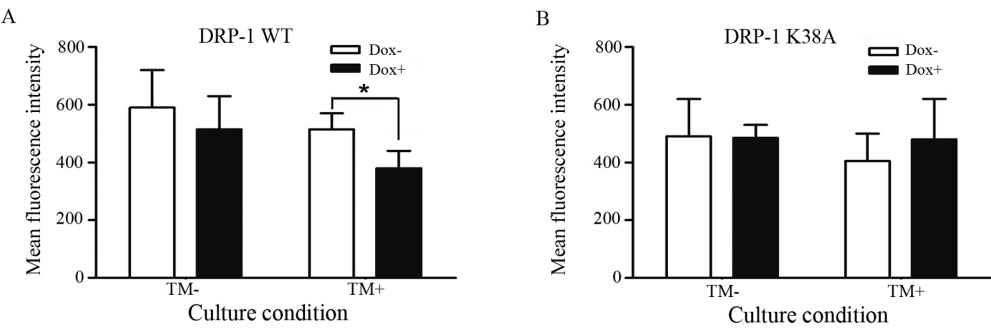 A
DRP-1 WT
Dox-
Dox+
*
Mean fluorescence intensity
800
600
400
200
0
TM-
TM+
Culture condition
B
DRP-1 K38A
Dox-
Dox+
Mean fluorescence intensity
800
600
400
200
0
TM-
TM+
Culture condition